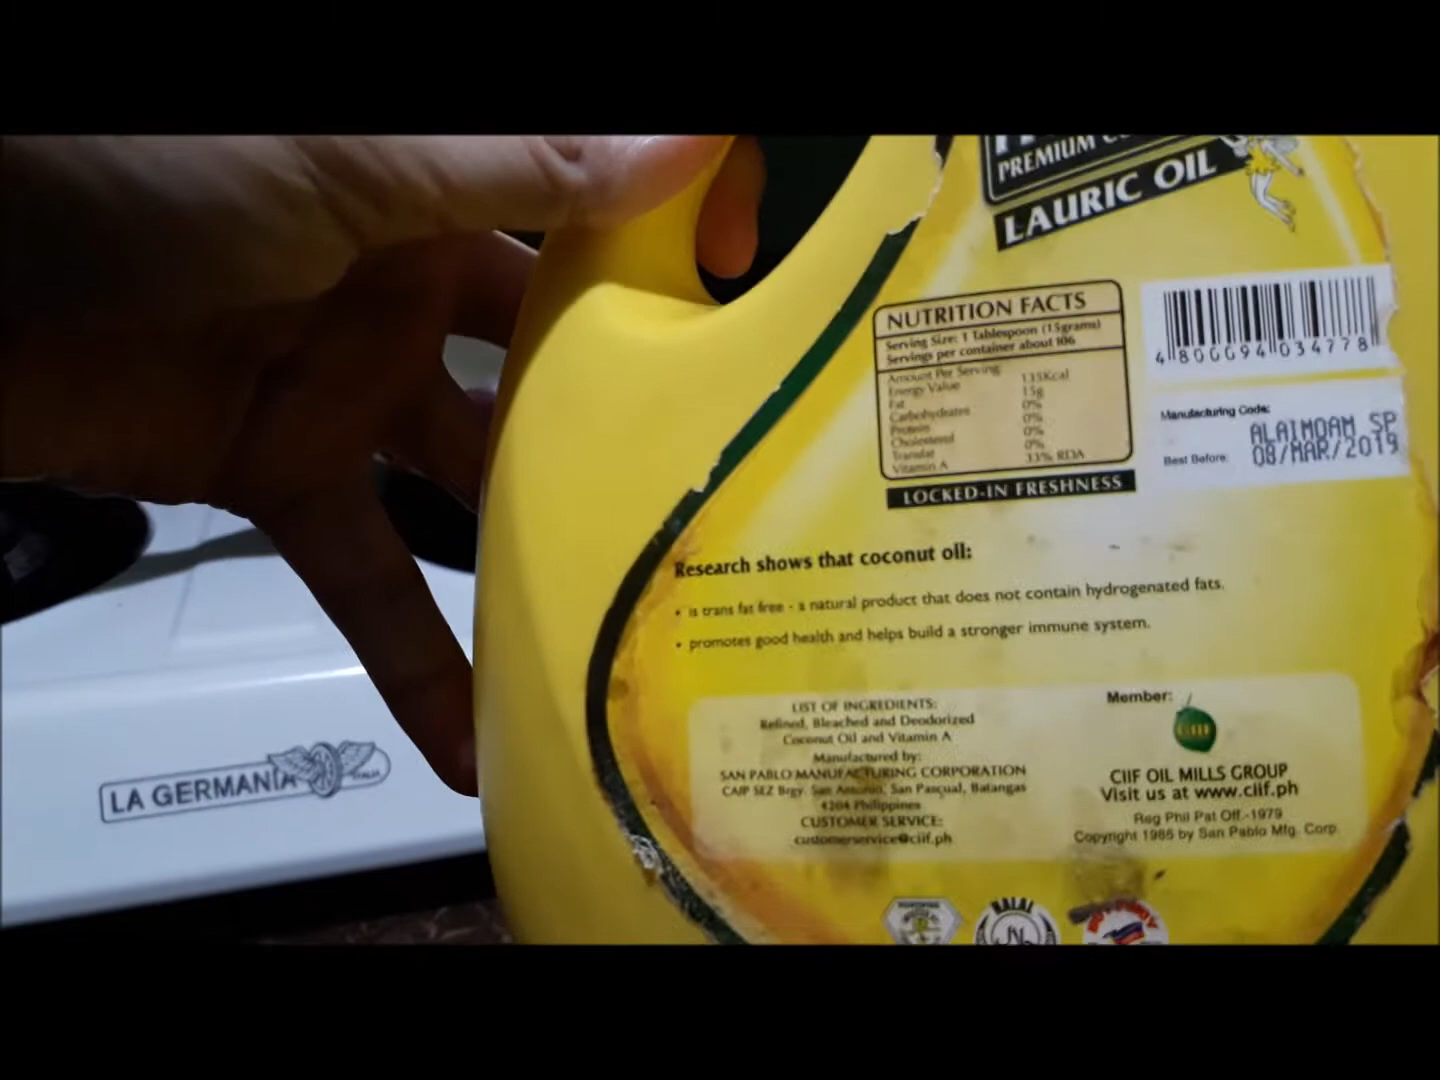 PREMIUM
LAURIC OIL
NUTRITION FACTS
Serving Size: 1 Tablespoon (15grams)
Servings per container about 106
Amount Per Serving:
Energy Value 135Kcal
Fat 15g
Carbohydrates 0%
Protein 0%
Cholesterol 0%
Transfat 0%
Vitamin A 33% RDA
LOCKED-IN FRESHNESS
4 800094 034778
Manufacturing Code: ALAIMOAM SP
Best Before: 08/MAR/2019
Research shows that coconut oil:
• is trans fat free - a natural product that does not contain hydrogenated fats.
• promotes good health and helps build a stronger immune system.
LIST OF INGREDIENTS:
Refined, Bleached and Deodorized
Coconut Oil and Vitamin A
Manufactured by:
SAN PABLO MANUFACTURING CORPORATION
CAIP SEZ Brgy. San Antonio, San Pascual, Batangas
4204 Philippines
CUSTOMER SERVICE:
customerservice@ciif.ph
Member:
CIIF
CIIF OIL MILLS GROUP
Visit us at www.ciif.ph
Reg Phil Pat Off.-1979
Copyright 1986 by San Pablo Mfg. Corp.
HALAL
LA GERMANIA
ITALIA